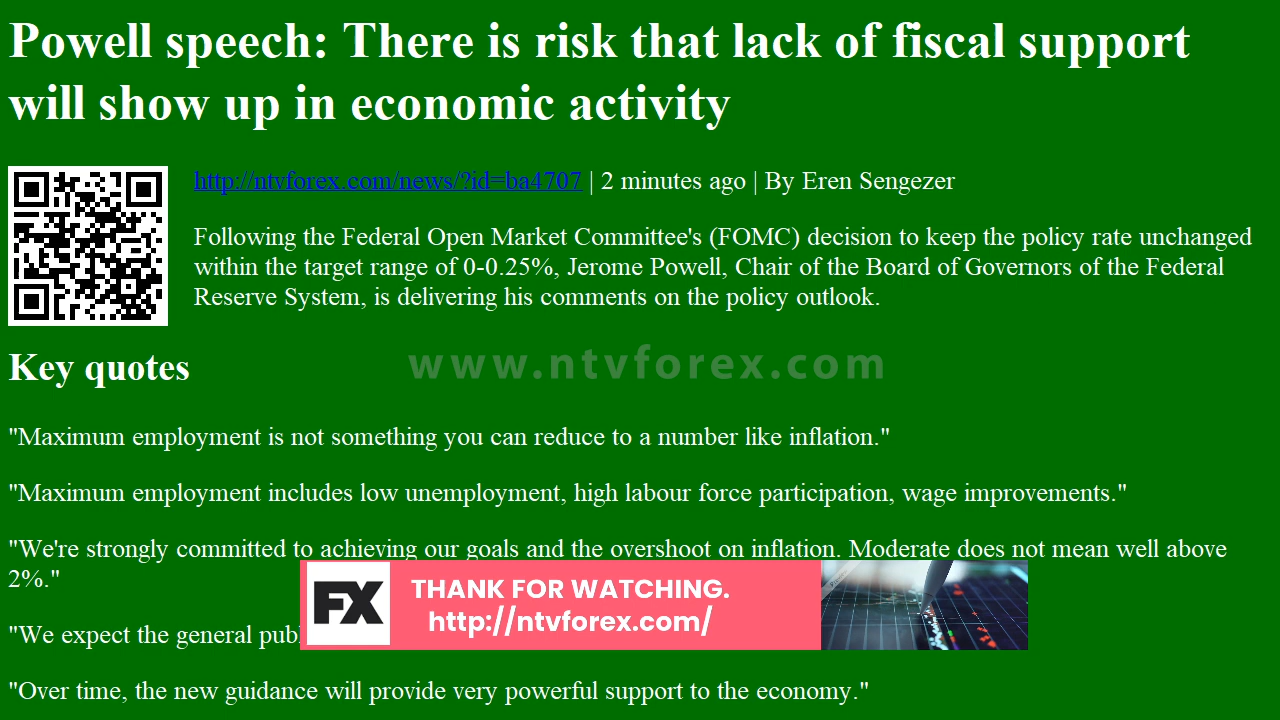 Powell speech: There is risk that lack of fiscal support
will show up in economic activity
http://ntvforex.com/news/?id=ba4707 | 2 minutes ago | By Eren Sengezer
Following the Federal Open Market Committee's (FOMC) decision to keep the policy rate unchanged
within the target range of 0-0.25%, Jerome Powell, Chair of the Board of Governors of the Federal
Reserve System, is delivering his comments on the policy outlook.
www.ntvforex.com
Key quotes
"Maximum employment is not something you can reduce to a number like inflation."
"Maximum employment includes low unemployment, high labour force participation, wage improvements."
"We're strongly committed to achieving our goals and the overshoot on inflation. Moderate does not mean well above
2%."
FX
THANK FOR WATCHING.
http://ntvforex.com/
"We expect the general
"Over time, the new guidance will provide very powerful support to the economy."